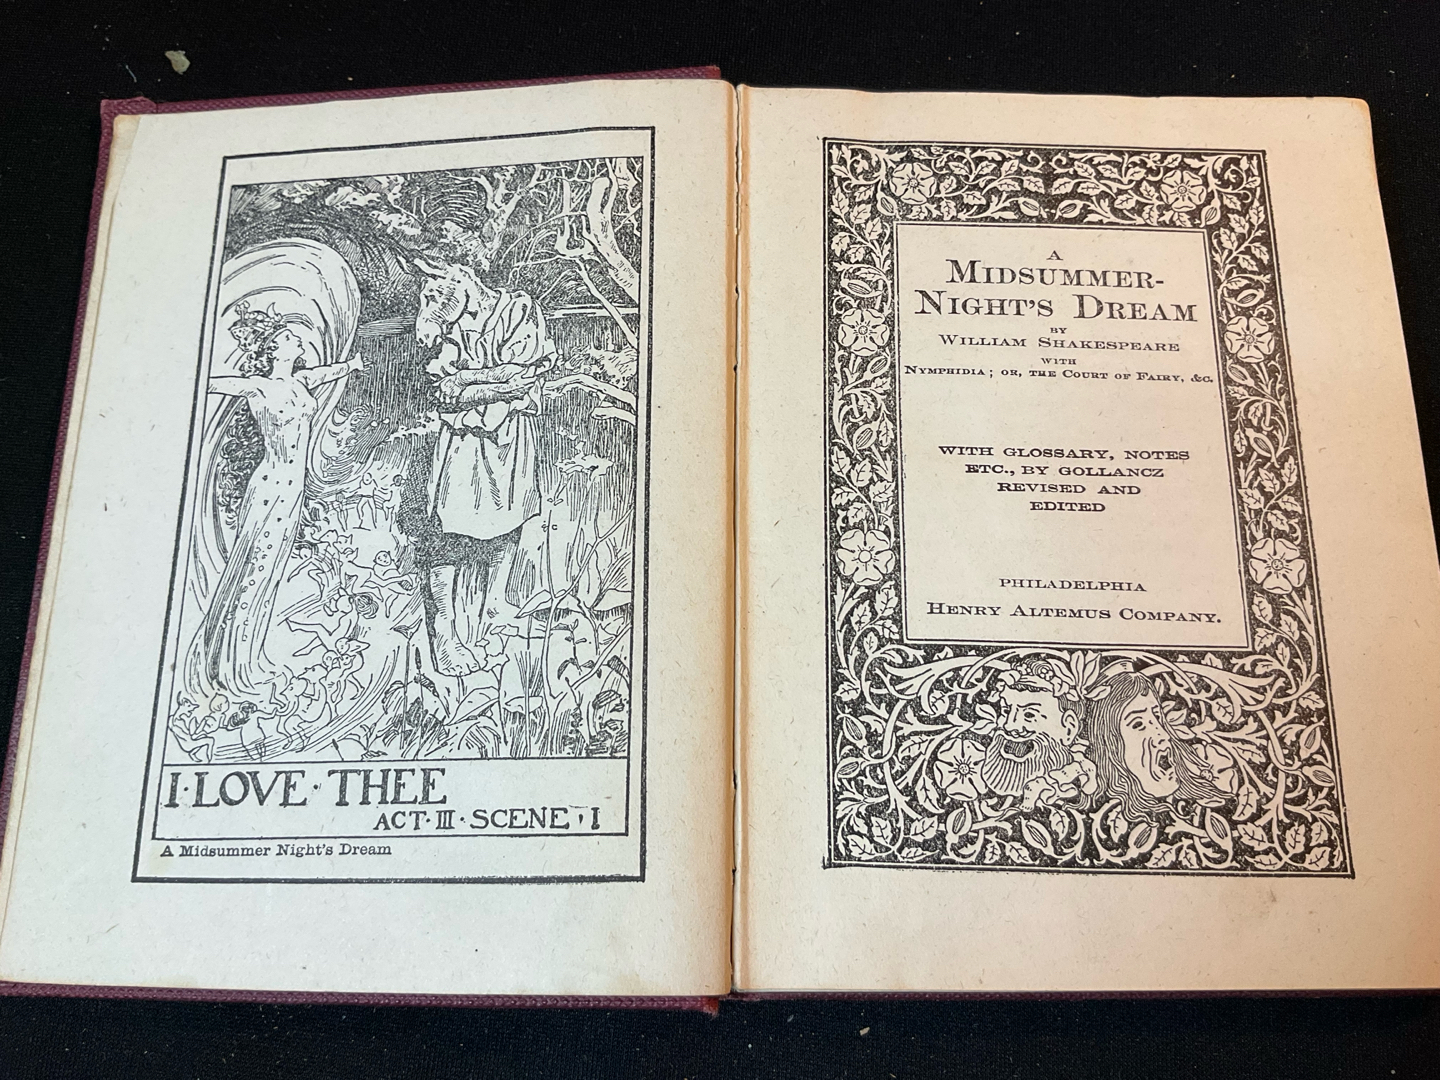 I·LOVE·THEE
ACT·III·SCENE·I
A Midsummer Night's Dream
A
MIDSUMMER-
NIGHT'S DREAM
BY
WILLIAM SHAKESPEARE
WITH
NYMPHIDIA; OR, THE COURT OF FAIRY, &C.
WITH GLOSSARY, NOTES
ETC., BY GOLLANCZ
REVISED AND
EDITED
PHILADELPHIA
HENRY ALTEMUS COMPANY.